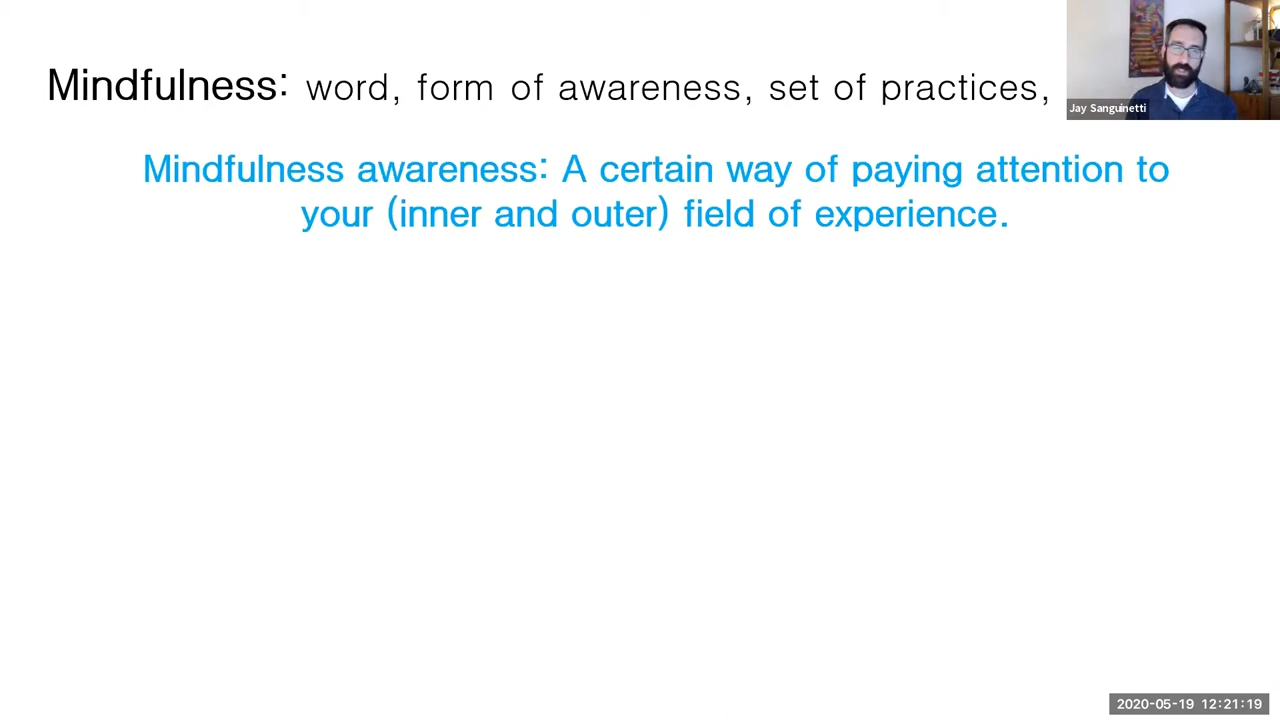 Mindfulness: word, form of awareness, set of practices,
Jay Sanguinetti
Mindfulness awareness: A certain way of paying attention to
your (inner and outer) field of experience.
2020-05-19 12:21:19